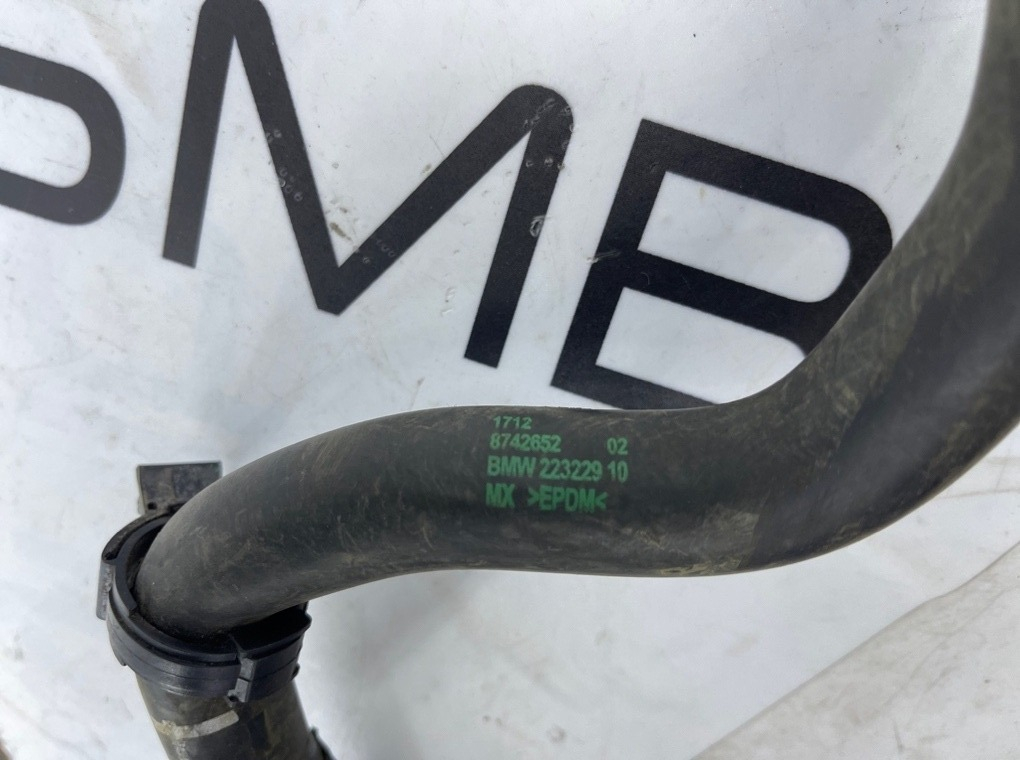 PMB
1712
8742652 02
BMW 223229 10
MX >EPDM<